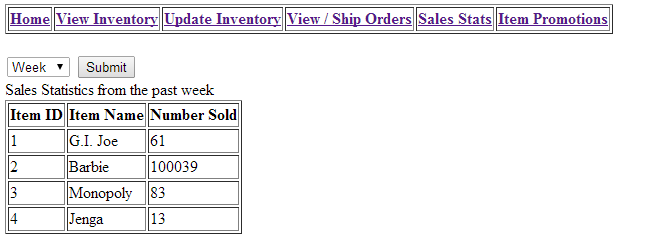 Home View Inventory Update Inventory View / Ship Orders Sales Stats Item Promotions
Week Submit
Sales Statistics from the past week
Item ID Item Name Number Sold
1 G.I. Joe 61
2 Barbie 100039
3 Monopoly 83
4 Jenga 13